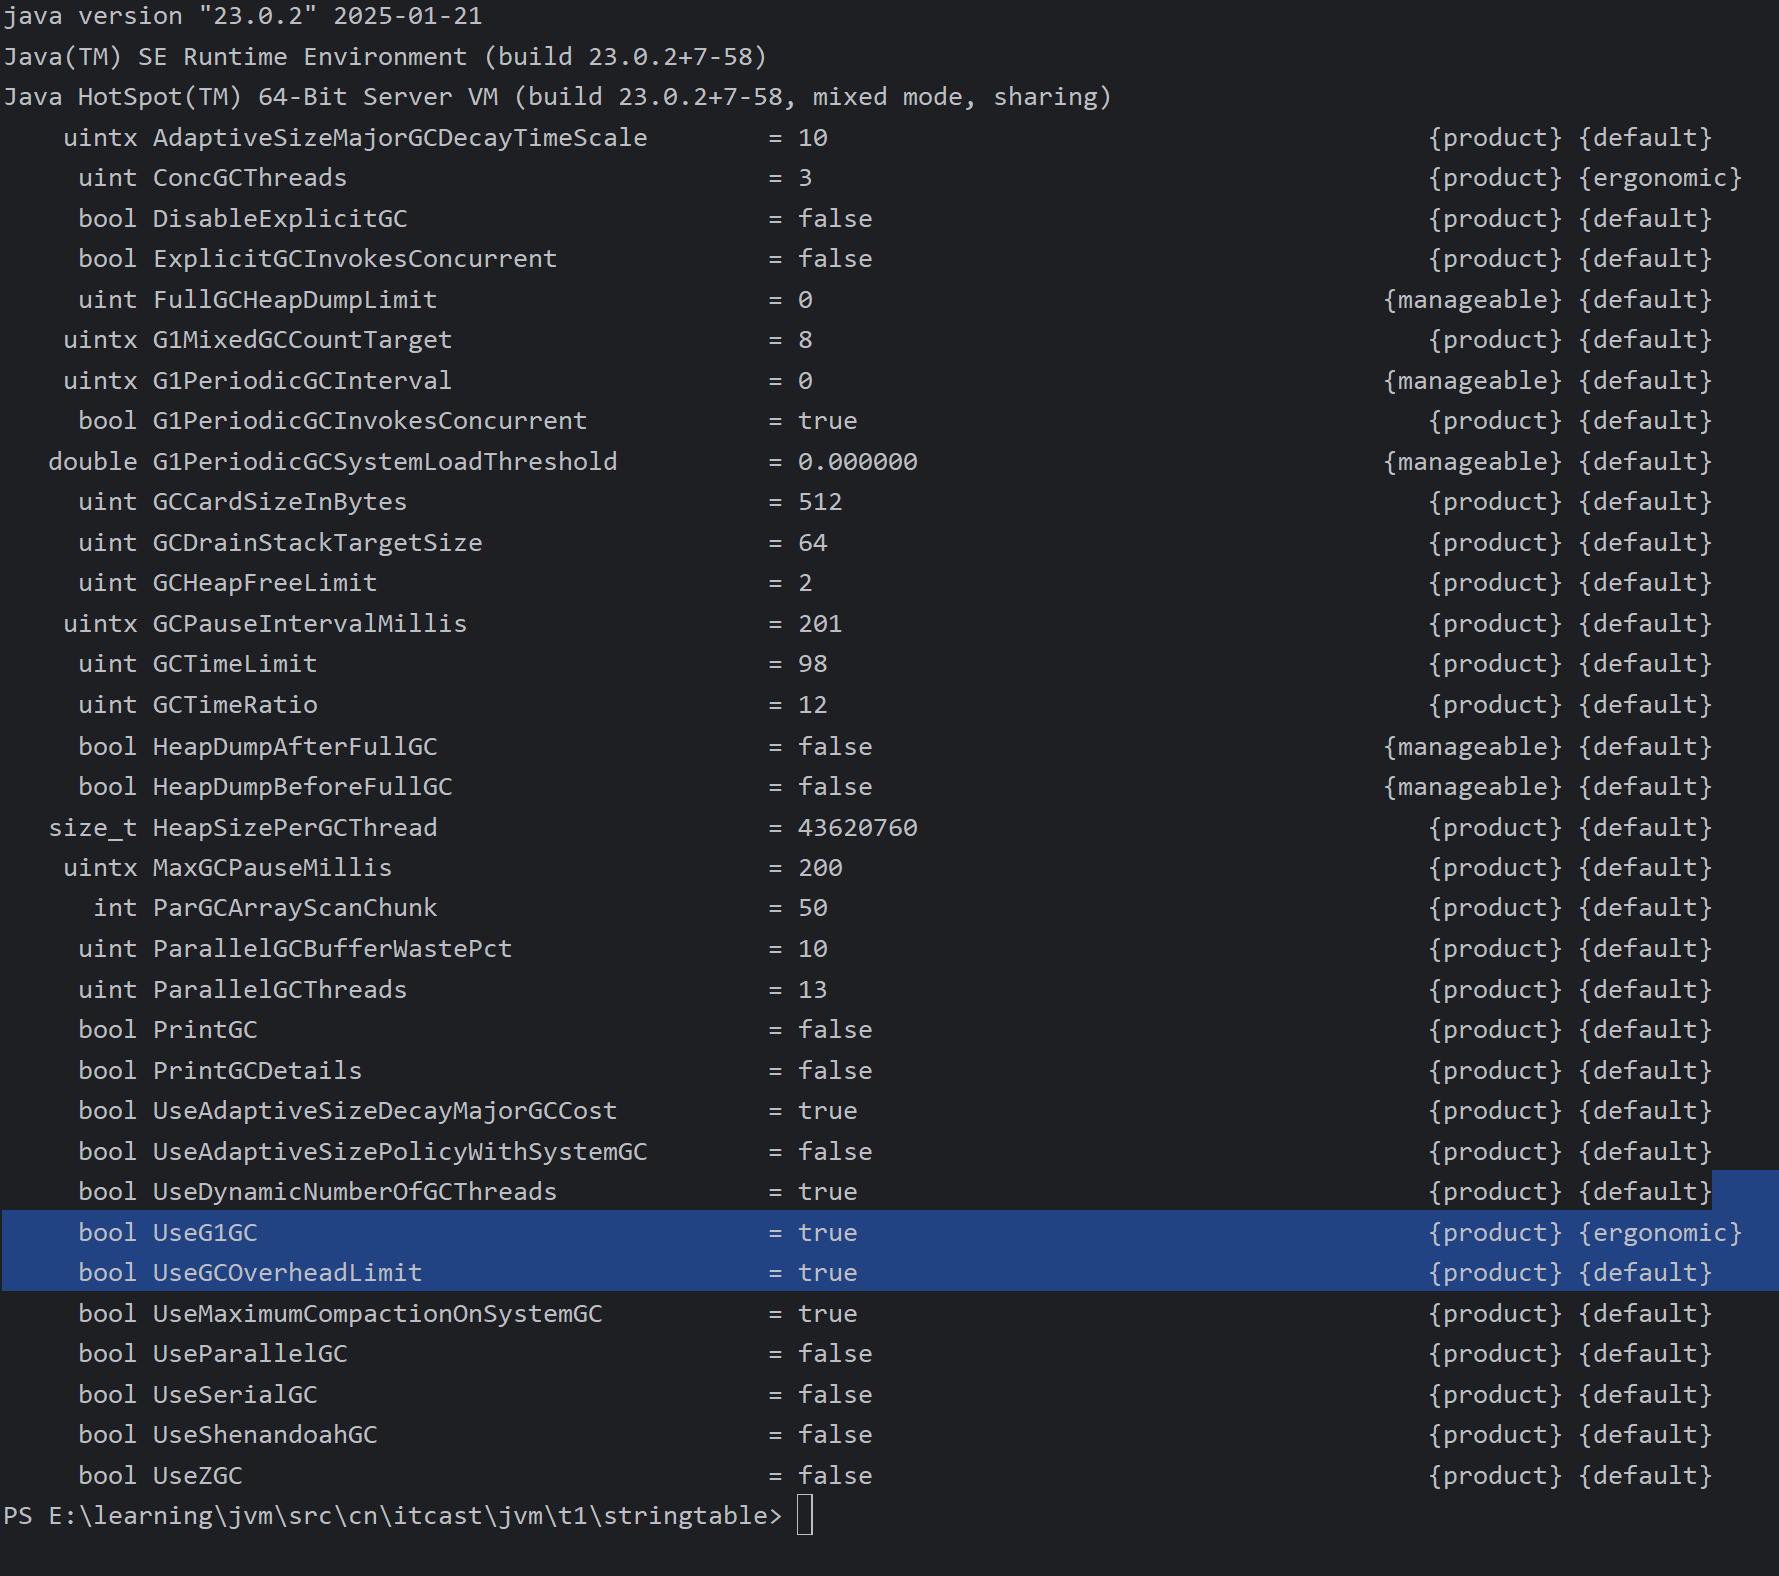 java version "23.0.2" 2025-01-21
Java(TM) SE Runtime Environment (build 23.0.2+7-58)
Java HotSpot(TM) 64-Bit Server VM (build 23.0.2+7-58, mixed mode, sharing)
uintx AdaptiveSizeMajorGCDecayTimeScale = 10 {product} {default}
uint ConcGCThreads = 3 {product} {ergonomic}
bool DisableExplicitGC = false {product} {default}
bool ExplicitGCInvokesConcurrent = false {product} {default}
uint FullGCHeapDumpLimit = 0 {manageable} {default}
uintx G1MixedGCCountTarget = 8 {product} {default}
uintx G1PeriodicGCInterval = 0 {manageable} {default}
bool G1PeriodicGCInvokesConcurrent = true {product} {default}
double G1PeriodicGCSystemLoadThreshold = 0.000000 {manageable} {default}
uint GCCardSizeInBytes = 512 {product} {default}
uint GCDrainStackTargetSize = 64 {product} {default}
uint GCHeapFreeLimit = 2 {product} {default}
uintx GCPauseIntervalMillis = 201 {product} {default}
uint GCTimeLimit = 98 {product} {default}
uint GCTimeRatio = 12 {product} {default}
bool HeapDumpAfterFullGC = false {manageable} {default}
bool HeapDumpBeforeFullGC = false {manageable} {default}
size_t HeapSizePerGCThread = 43620760 {product} {default}
uintx MaxGCPauseMillis = 200 {product} {default}
int ParGCArrayScanChunk = 50 {product} {default}
uint ParallelGCBufferWastePct = 10 {product} {default}
uint ParallelGCThreads = 13 {product} {default}
bool PrintGC = false {product} {default}
bool PrintGCDetails = false {product} {default}
bool UseAdaptiveSizeDecayMajorGCCost = true {product} {default}
bool UseAdaptiveSizePolicyWithSystemGC = false {product} {default}
bool UseDynamicNumberOfGCThreads = true {product} {default}
bool UseG1GC = true {product} {ergonomic}
bool UseGCOverheadLimit = true {product} {default}
bool UseMaximumCompactionOnSystemGC = true {product} {default}
bool UseParallelGC = false {product} {default}
bool UseSerialGC = false {product} {default}
bool UseShenandoahGC = false {product} {default}
bool UseZGC = false {product} {default}
PS E:\learning\jvm\src\cn\itcast\jvm\t1\stringtable>